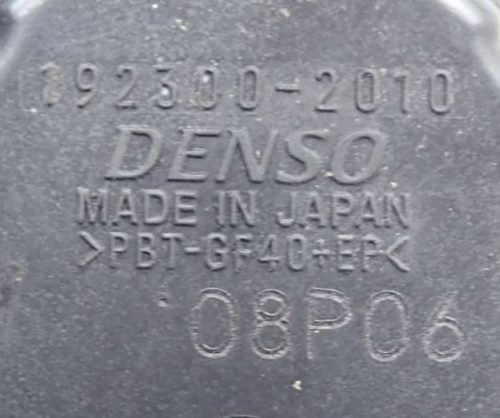 192300-2010
DENSO
MADE IN JAPAN
>PBT-GF40+EP<
08P06